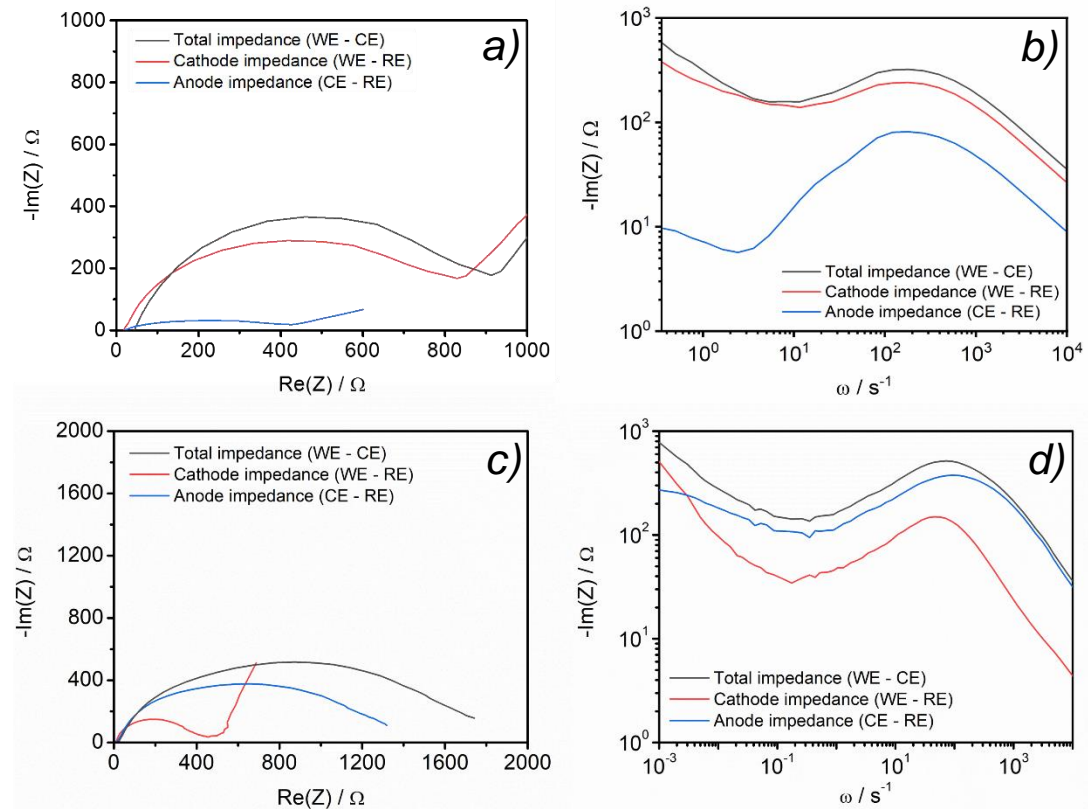 a)
1000
800
600
400
200
0
-Im(Z) / Ω
Total impedance (WE - CE)
Cathode impedance (WE - RE)
Anode impedance (CE - RE)
0 200 400 600 800 1000
Re(Z) / Ω
b)
10³
10²
10¹
10⁰
-Im(Z) / Ω
Total impedance (WE - CE)
Cathode impedance (WE - RE)
Anode impedance (CE - RE)
10⁰ 10¹ 10² 10³ 10⁴
ω / s⁻¹
c)
2000
1600
1200
800
400
0
-Im(Z) / Ω
Total impedance (WE - CE)
Cathode impedance (WE - RE)
Anode impedance (CE - RE)
0 400 800 1200 1600 2000
Re(Z) / Ω
d)
10³
10²
10¹
10⁰
-Im(Z) / Ω
Total impedance (WE - CE)
Cathode impedance (WE - RE)
Anode impedance (CE - RE)
10⁻³ 10⁻¹ 10¹ 10³
ω / s⁻¹